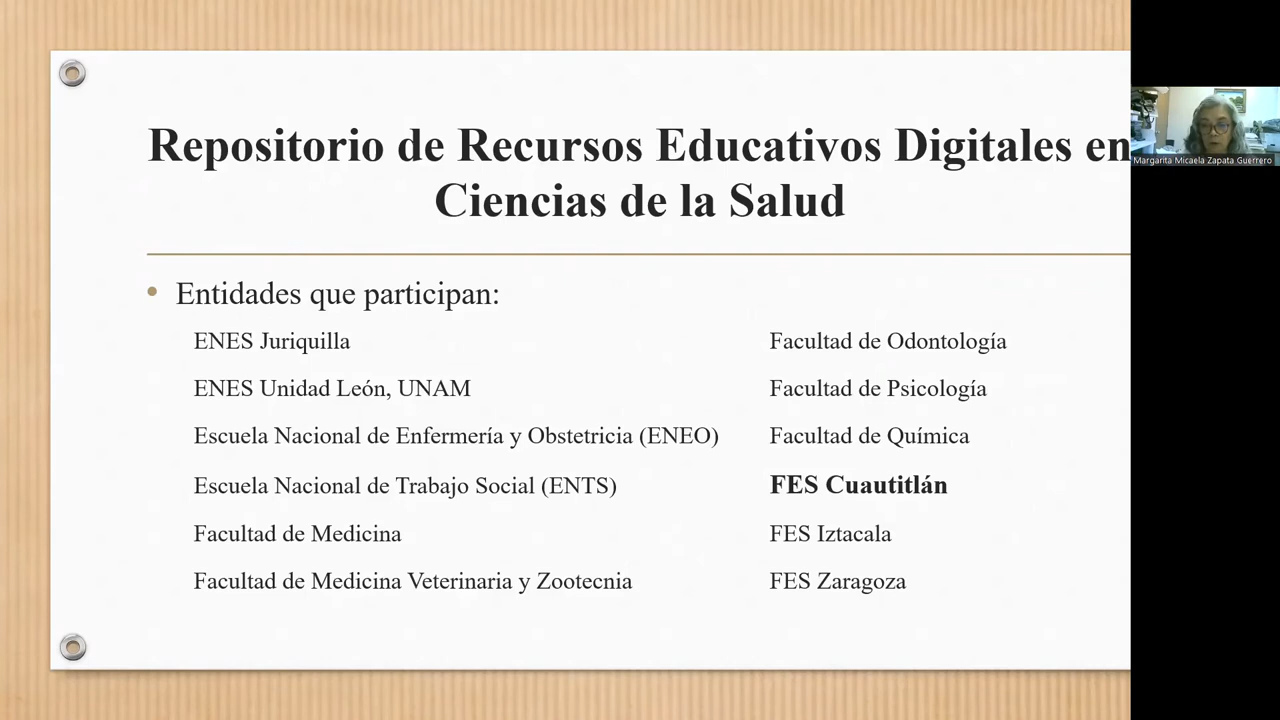 Repositorio de Recursos Educativos Digitales en
Ciencias de la Salud
• Entidades que participan:
ENES Juriquilla
ENES Unidad León, UNAM
Escuela Nacional de Enfermería y Obstetricia (ENEO)
Escuela Nacional de Trabajo Social (ENTS)
Facultad de Medicina
Facultad de Medicina Veterinaria y Zootecnia
Facultad de Odontología
Facultad de Psicología
Facultad de Química
FES Cuautitlán
FES Iztacala
FES Zaragoza
Margarita Micaela Zapata Guerrero